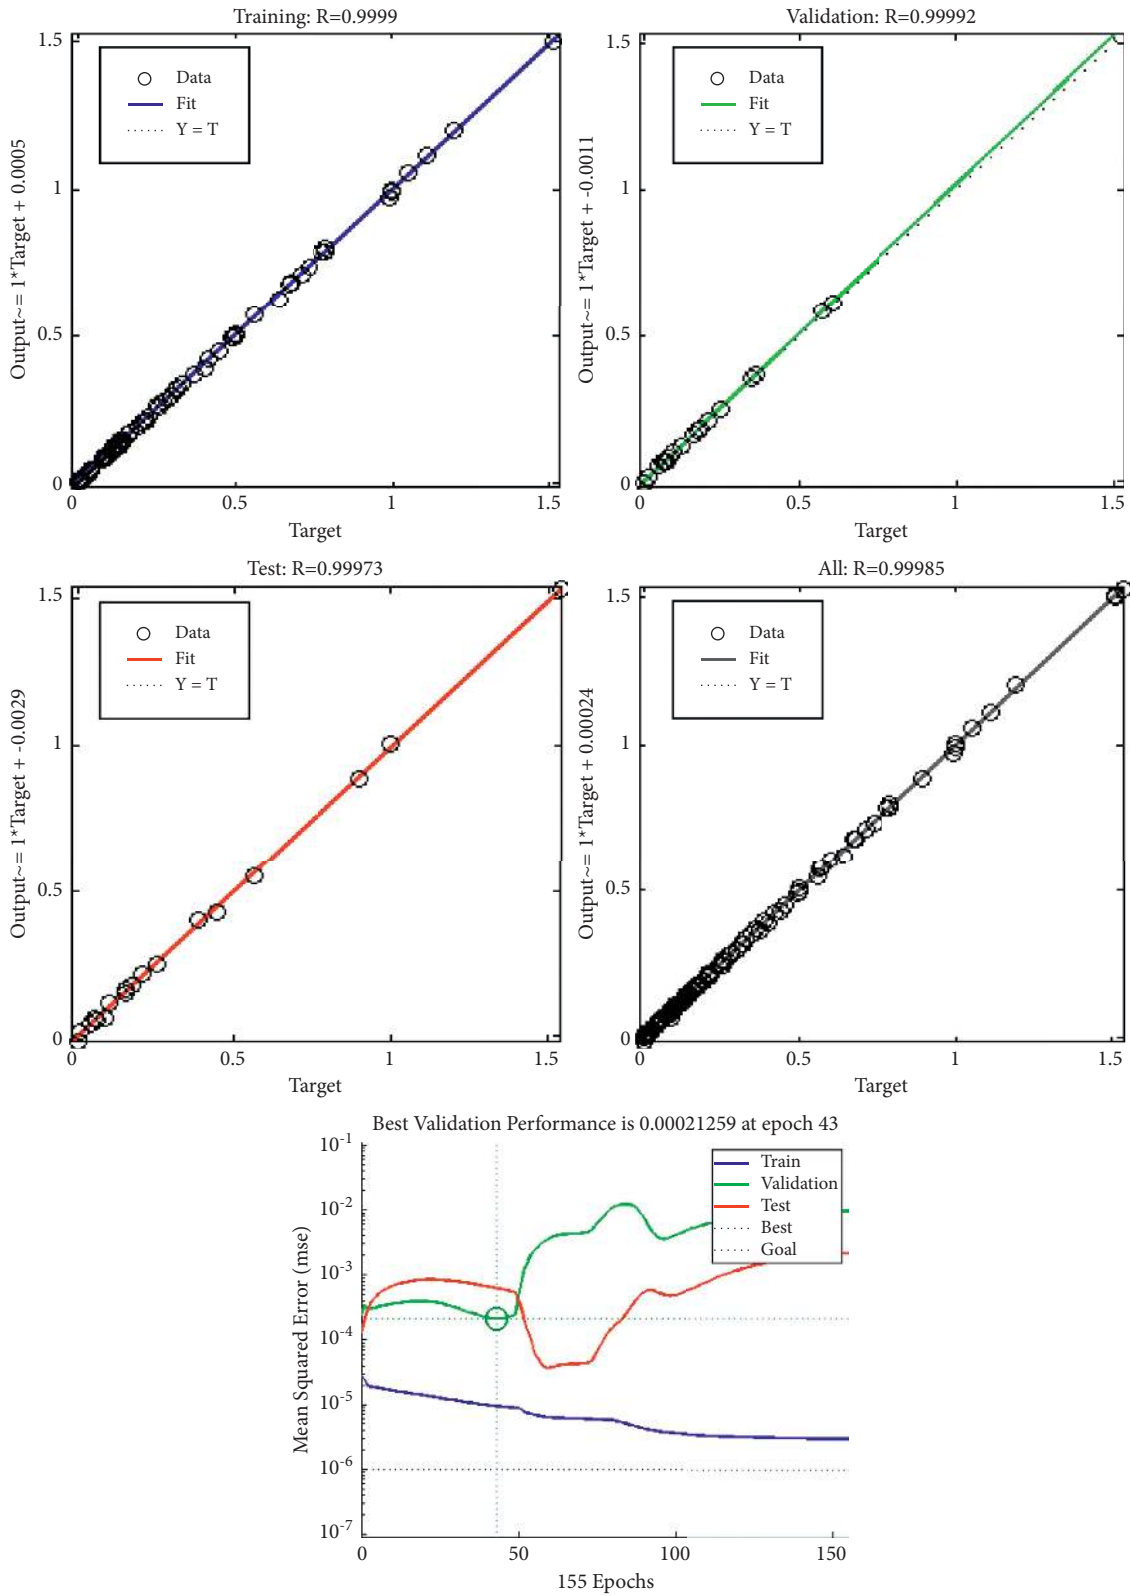 Training: R=0.9999
Output~= 1*Target + 0.0005
1.5
1
0.5
0
Data
Fit
Y = T
0
0.5
1
1.5
Target
Validation: R=0.99992
Output~= 1*Target + -0.0011
1.5
1
0.5
0
Data
Fit
Y = T
0
0.5
1
1.5
Target
Test: R=0.99973
Output~= 1*Target + -0.0029
1.5
1
0.5
0
Data
Fit
Y = T
0
0.5
1
1.5
Target
All: R=0.99985
Output~= 1*Target + 0.00024
1.5
1
0.5
0
Data
Fit
Y = T
0
0.5
1
1.5
Target
Best Validation Performance is 0.00021259 at epoch 43
Mean Squared Error (mse)
10-1
10-2
10-3
10-4
10-5
10-6
10-7
Train
Validation
Test
Best
Goal
0
50
100
150
155 Epochs